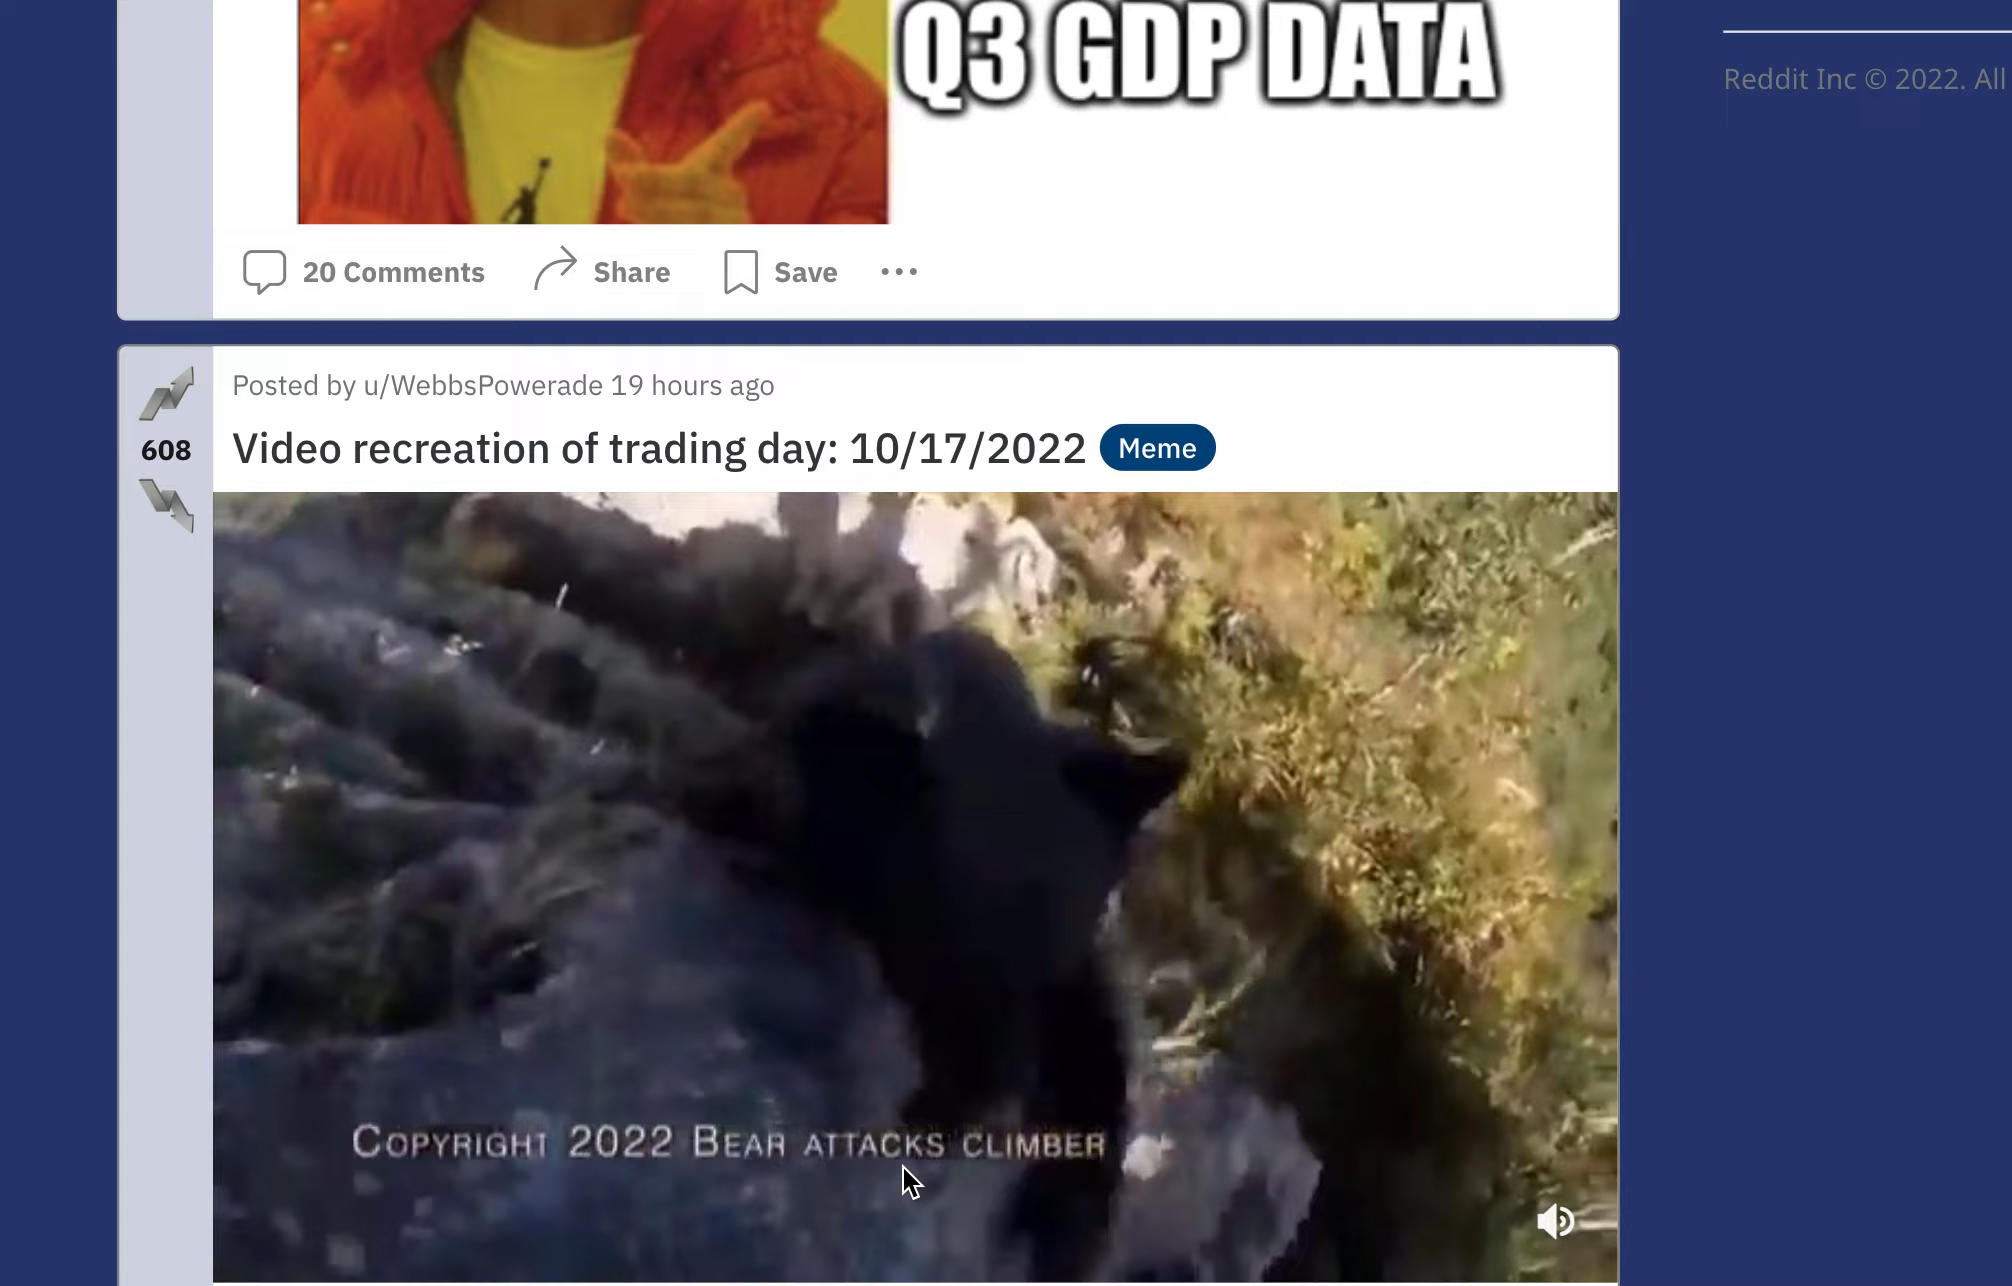 Q3 GDP DATA
Reddit Inc © 2022. All
20 Comments Share Save
Posted by u/WebbsPowerade 19 hours ago
608
Video recreation of trading day: 10/17/2022 Meme
COPYRIGHT 2022 BEAR ATTACKS CLIMBER